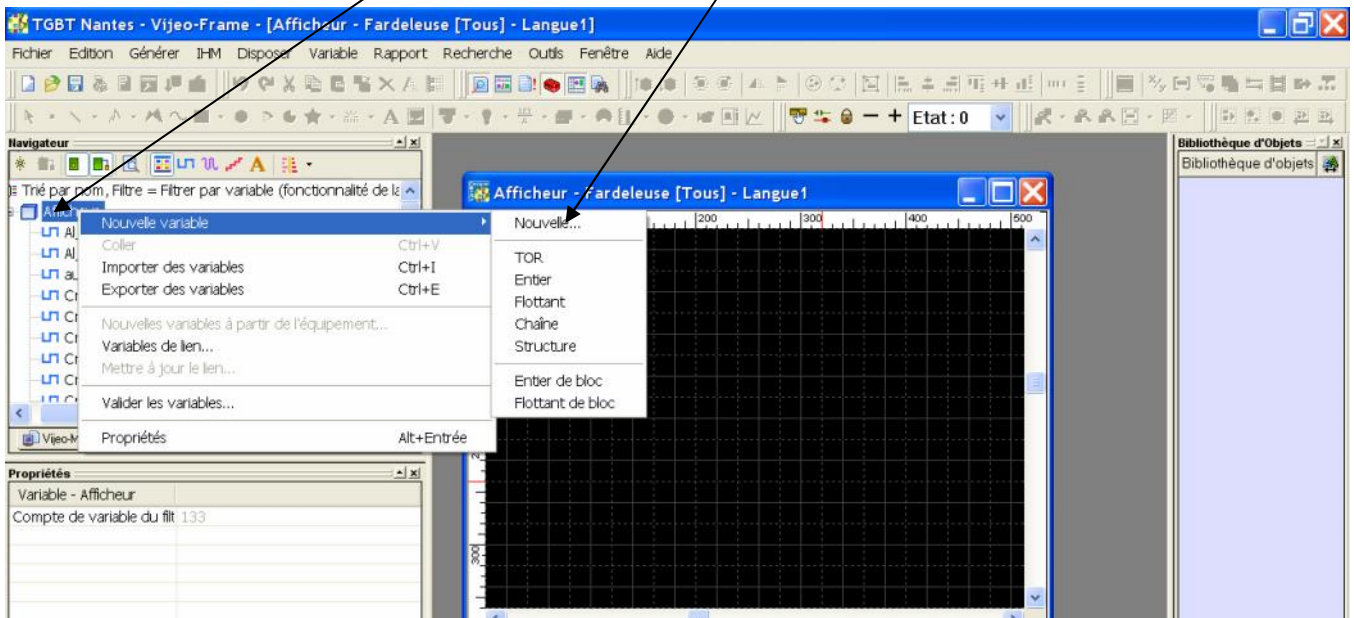 TGBT Nantes - Vijeo-Frame - [Afficheur - Fardeleuse [Tous] - Langue1]
Fichier Edition Générer IHM Disposer Variable Rapport Recherche Outils Fenêtre Aide
Etat : 0
Navigateur
Bibliothèque d'Objets
Bibliothèque d'objets
Trié par nom, Filtre = Filtrer par variable (fonctionnalité de la
Afficheur - Fardeleuse [Tous] - Langue1
Nouvelle variable
Coller Ctrl+V
Importer des variables Ctrl+I
Exporter des variables Ctrl+E
Nouvelles variables à partir de l'équipement...
Variables de lien...
Mettre à jour le lien...
Valider les variables...
Propriétés Alt+Entrée
Nouvelle...
TOR
Entier
Flottant
Chaîne
Structure
Entier de bloc
Flottant de bloc
200 300 400 500
300
Vijeo-M
Propriétés
Variable - Afficheur
Compte de variable du filt 133